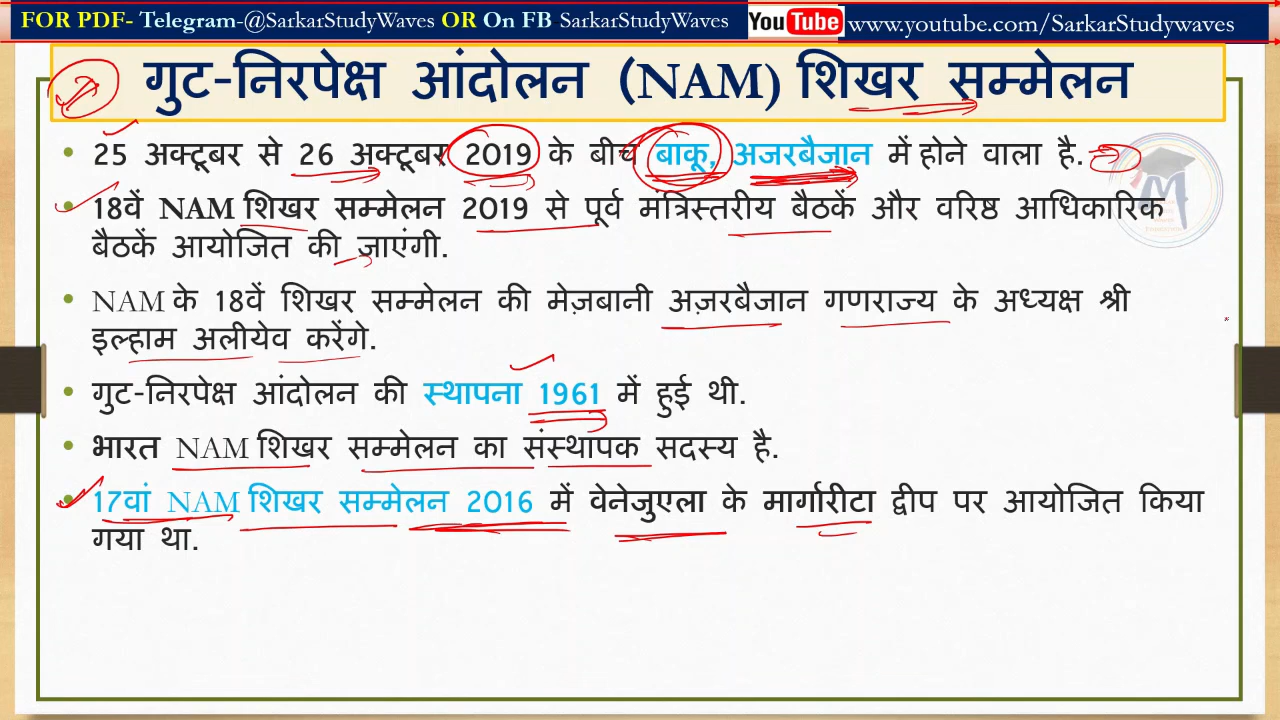 FOR PDF- Telegram-@SarkarStudyWaves OR On FB-SarkarStudyWaves YouTube www.youtube.com/SarkarStudywaves
गुट-निरपेक्ष आंदोलन (NAM) शिखर सम्मेलन
• 25 अक्टूबर से 26 अक्टूबर 2019 के बीच बाकू, अजरबैजान में होने वाला है.
• 18वें NAM शिखर सम्मेलन 2019 से पूर्व मंत्रिस्तरीय बैठकें और वरिष्ठ आधिकारिक
बैठकें आयोजित की जाएंगी.
• NAM के 18वें शिखर सम्मेलन की मेज़बानी अज़रबैजान गणराज्य के अध्यक्ष श्री
इल्हाम अलीयेव करेंगे.
• गुट-निरपेक्ष आंदोलन की स्थापना 1961 में हुई थी.
• भारत NAM शिखर सम्मेलन का संस्थापक सदस्य है.
• 17वां NAM शिखर सम्मेलन 2016 में वेनेजुएला के मार्गारीटा द्वीप पर आयोजित किया
गया था.